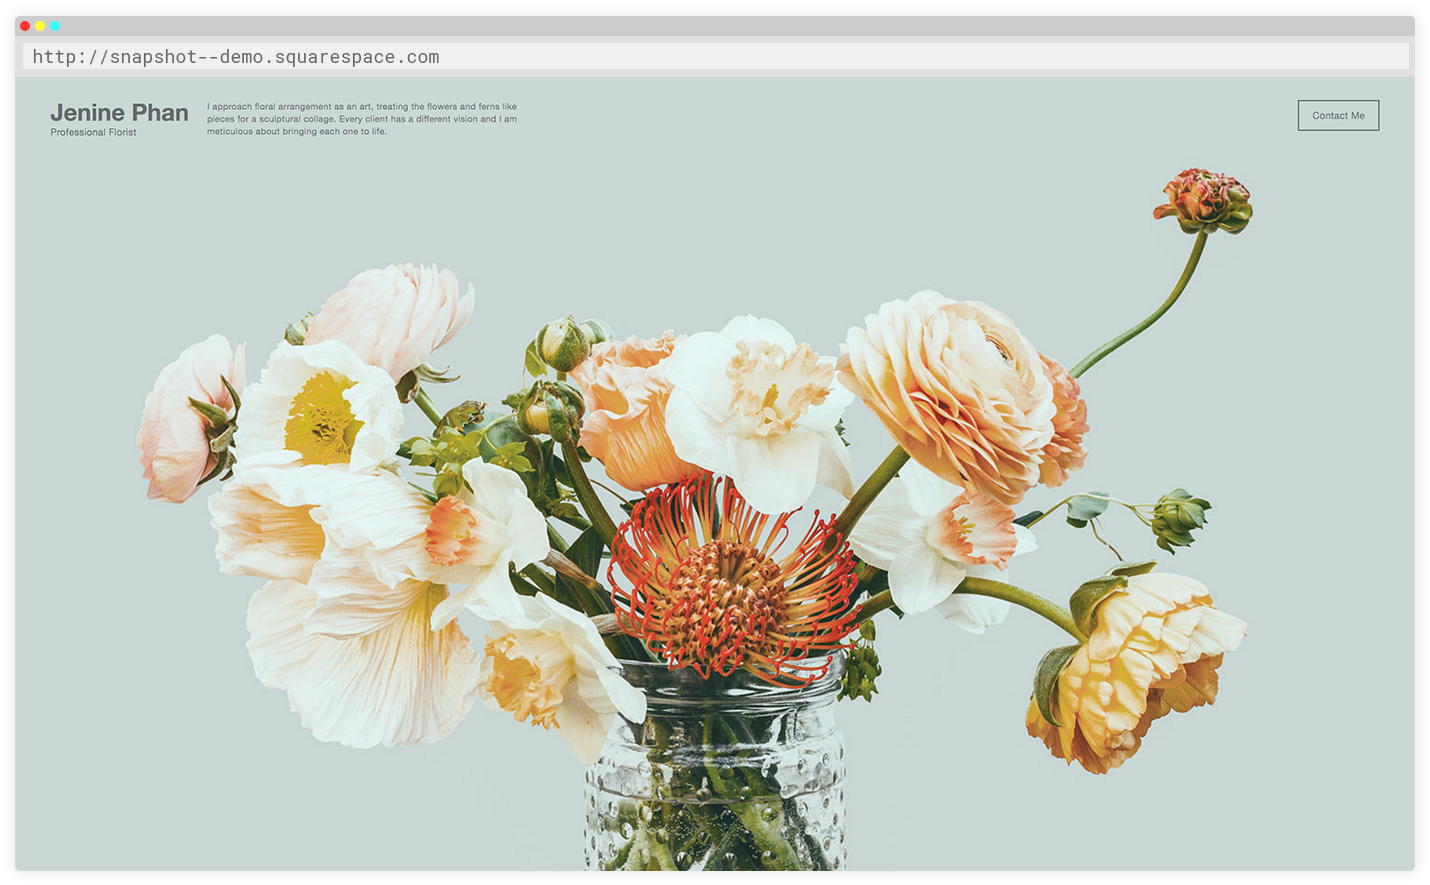 http://snapshot--demo.squarespace.com
Jenine Phan
Professional Florist
I approach floral arrangement as an art, treating the flowers and ferns like
pieces for a sculptural collage. Every client has a different vision and I am
meticulous about bringing each one to life.
Contact Me